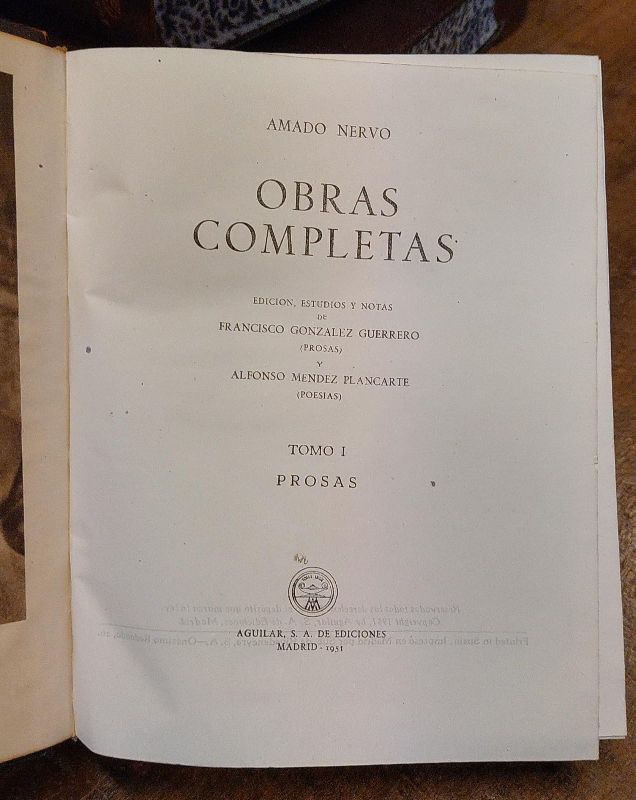 AMADO NERVO
OBRAS
COMPLETAS
EDICION, ESTUDIOS Y NOTAS
DE
FRANCISCO GONZALEZ GUERRERO
(PROSAS)
Y
ALFONSO MENDEZ PLANCARTE
(POESIAS)
TOMO I
PROSAS
AGUILAR, S. A. DE EDICIONES
MADRID - 1951